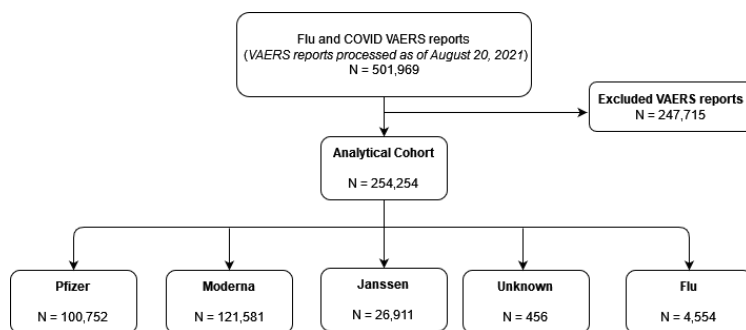 Flu and COVID VAERS reports
(VAERS reports processed as of August 20, 2021)
N = 501,969
Excluded VAERS reports
N = 247,715
Analytical Cohort
N = 254,254
Pfizer
N = 100,752
Moderna
N = 121,581
Janssen
N = 26,911
Unknown
N = 456
Flu
N = 4,554